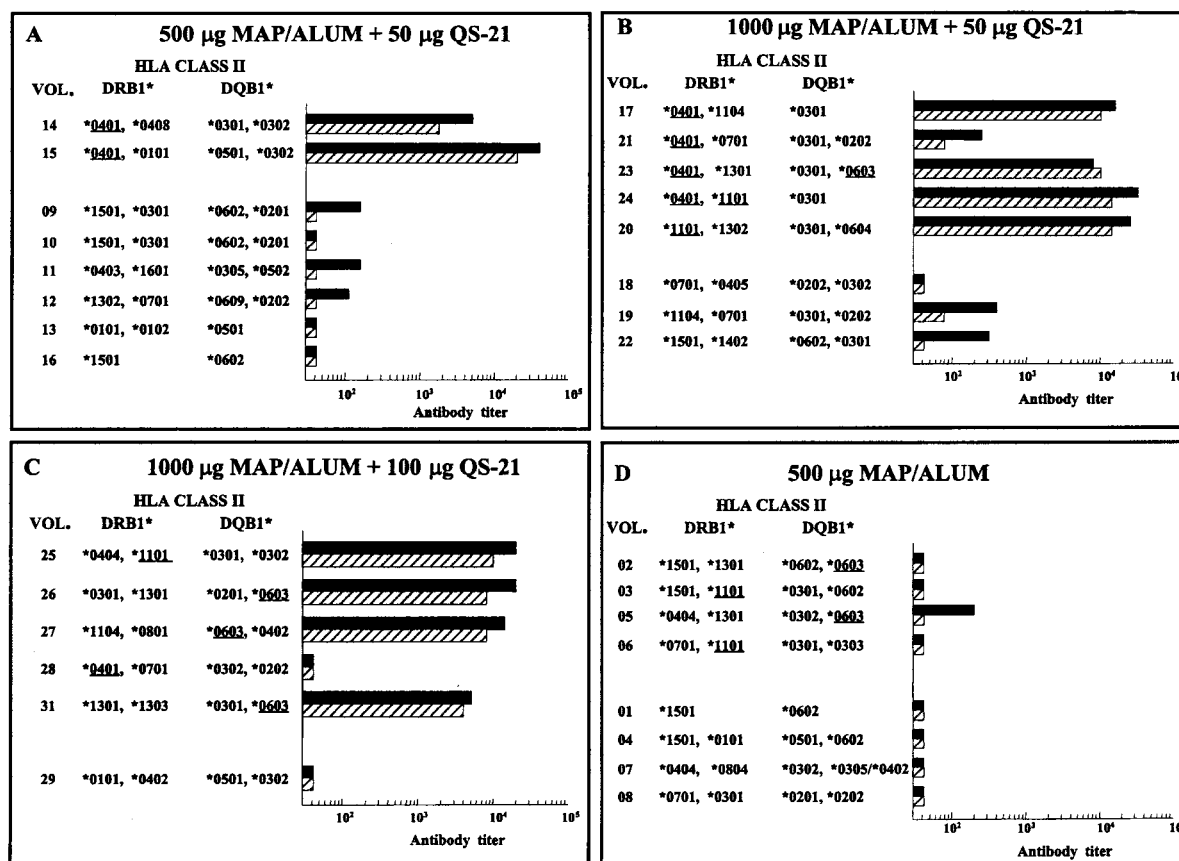 A 500 µg MAP/ALUM + 50 µg QS-21
HLA CLASS II
VOL. DRB1* DQB1*
14 *0401, *0408 *0301, *0302
15 *0401, *0101 *0501, *0302
09 *1501, *0301 *0602, *0201
10 *1501, *0301 *0602, *0201
11 *0403, *1601 *0305, *0502
12 *1302, *0701 *0609, *0202
13 *0101, *0102 *0501
16 *1501 *0602
10² 10³ 10⁴ 10⁵
Antibody titer
B 1000 µg MAP/ALUM + 50 µg QS-21
HLA CLASS II
VOL. DRB1* DQB1*
17 *0401, *1104 *0301
21 *0401, *0701 *0301, *0202
23 *0401, *1301 *0301, *0603
24 *0401, *1101 *0301
20 *1101, *1302 *0301, *0604
18 *0701, *0405 *0202, *0302
19 *1104, *0701 *0301, *0202
22 *1501, *1402 *0602, *0301
10² 10³ 10⁴
Antibody titer
C 1000 µg MAP/ALUM + 100 µg QS-21
HLA CLASS II
VOL. DRB1* DQB1*
25 *0404, *1101 *0301, *0302
26 *0301, *1301 *0201, *0603
27 *1104, *0801 *0603, *0402
28 *0401, *0701 *0302, *0202
31 *1301, *1303 *0301, *0603
29 *0101, *0402 *0501, *0302
10² 10³ 10⁴ 10⁵
Antibody titer
D 500 µg MAP/ALUM
HLA CLASS II
VOL. DRB1* DQB1*
02 *1501, *1301 *0602, *0603
03 *1501, *1101 *0301, *0602
05 *0404, *1301 *0302, *0603
06 *0701, *1101 *0301, *0303
01 *1501 *0602
04 *1501, *0101 *0501, *0602
07 *0404, *0804 *0302, *0305/*0402
08 *0701, *0301 *0201, *0202
10² 10³ 10⁴
Antibody titer